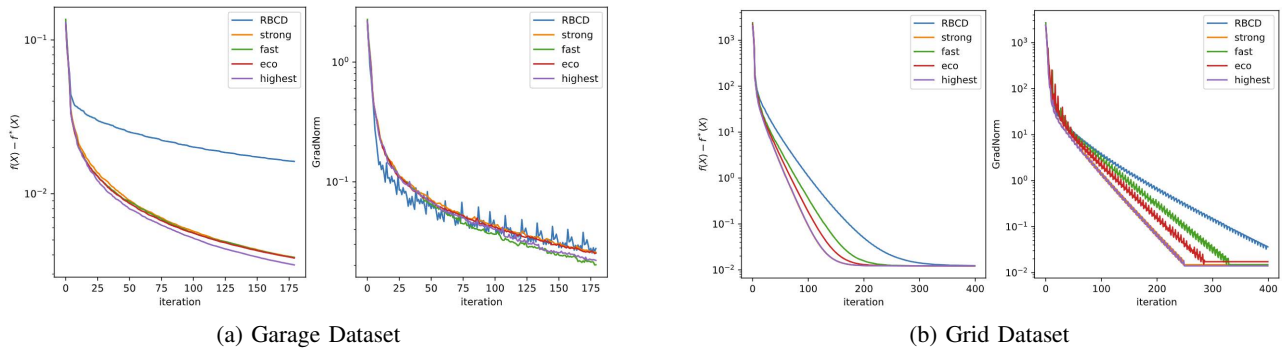 f(X) − f*(X)
10⁻¹
10⁻²
RBCD
strong
fast
eco
highest
0 25 50 75 100 125 150 175
iteration
GradNorm
10⁰
10⁻¹
RBCD
strong
fast
eco
highest
0 25 50 75 100 125 150 175
iteration
(a) Garage Dataset
f(X) − f*(X)
10³
10²
10¹
10⁰
10⁻¹
10⁻²
RBCD
strong
fast
eco
highest
0 100 200 300 400
iteration
GradNorm
10³
10²
10¹
10⁰
10⁻¹
10⁻²
RBCD
strong
fast
eco
highest
0 100 200 300 400
iteration
(b) Grid Dataset